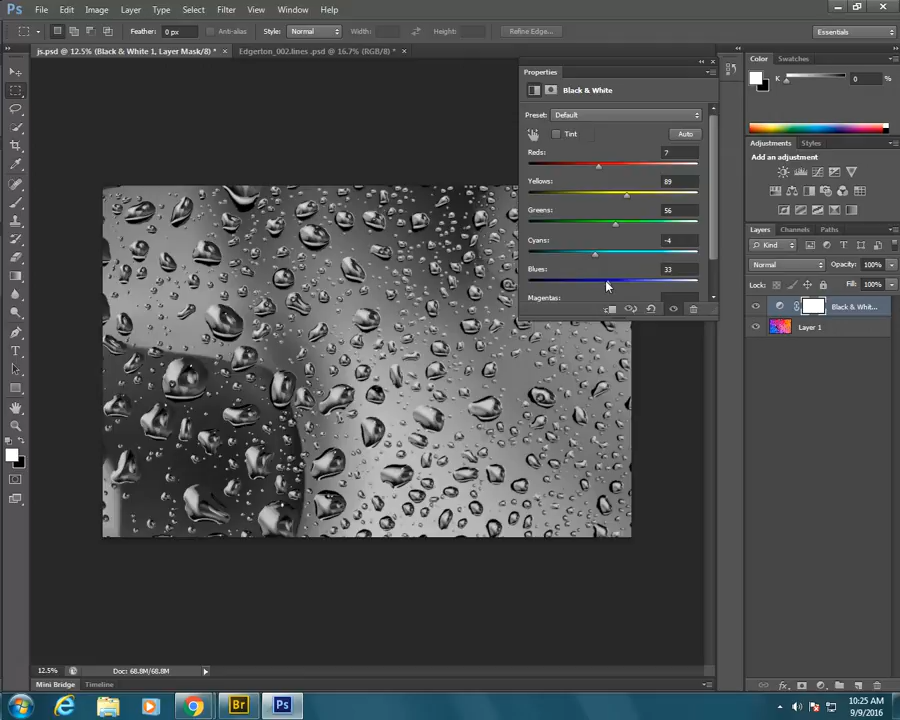 Ps File Edit Image Layer Type Select Filter View Window Help
Feather: 0 px Anti-alias Style: Normal Width: Height: Refine Edge... Essentials
js.psd @ 12.5% (Black & White 1, Layer Mask/8) * × Edgerton_002.lines .psd @ 16.7% (RGB/8) * ×
Properties
Black & White
Preset: Default
Tint Auto
Reds: 7
Yellows: 89
Greens: 56
Cyans: -4
Blues: 33
Magentas:
Color Swatches
K 0 %
Adjustments Styles
Add an adjustment
Layers Channels Paths
Kind
Normal Opacity: 100%
Lock: Fill: 100%
Black & Whit...
Layer 1
12.5% Doc: 68.8M/68.8M
Mini Bridge Timeline
Br Ps
10:25 AM
9/9/2016